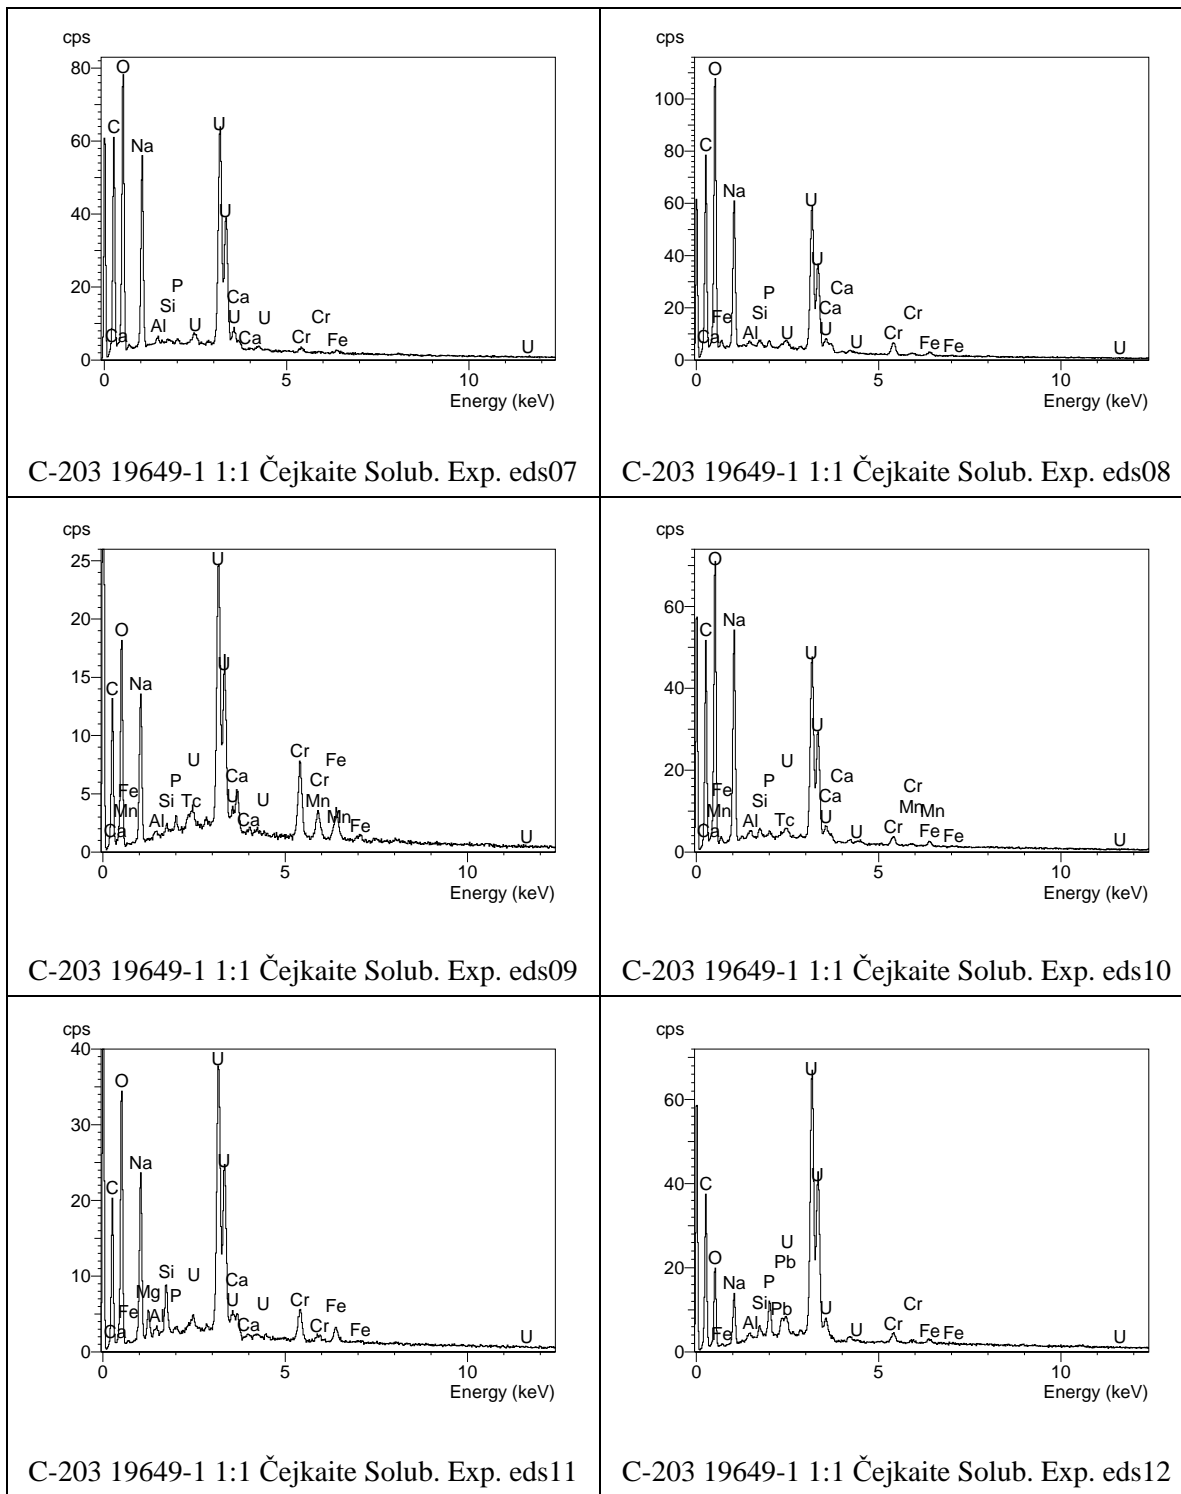 cps
80
60
40
20
0
O
C
Na
U
U
P
Si
Al
Ca
U
Ca
U
U
Ca
Cr
Cr
Fe
U
0 5 10
Energy (keV)
C-203 19649-1 1:1 Čejkaite Solub. Exp. eds07
cps
100
80
60
40
20
0
O
C
Na
U
U
P
Si
Fe
Al
Ca
U
Ca
Ca
U
U
Cr
Cr
Fe Fe
U
0 5 10
Energy (keV)
C-203 19649-1 1:1 Čejkaite Solub. Exp. eds08
cps
25
20
15
10
5
0
U
O
U
C
Na
U
P
Fe
Si
Tc
Mn
Al
Ca
Ca
U
U
Ca
Cr
Fe
Cr
Mn
Mn
Fe
U
0 5 10
Energy (keV)
C-203 19649-1 1:1 Čejkaite Solub. Exp. eds09
cps
60
40
20
0
O
Na
C
U
U
U
P
Fe
Si
Mn
Tc
Al
Ca
Ca
Ca
U
U
Cr
Mn Mn
Cr
Fe Fe
U
0 5 10
Energy (keV)
C-203 19649-1 1:1 Čejkaite Solub. Exp. eds10
cps
40
30
20
10
0
U
O
Na
U
C
Si
U
Mg
P
Fe
Al
Ca
Ca
U
U
Ca
Cr
Fe
Cr
Fe
U
0 5 10
Energy (keV)
C-203 19649-1 1:1 Čejkaite Solub. Exp. eds11
cps
60
40
20
0
U
U
C
O
Na
U
P
Pb
Si
Pb
Al
Fe
U
U
Cr
Cr
Fe Fe
U
0 5 10
Energy (keV)
C-203 19649-1 1:1 Čejkaite Solub. Exp. eds12